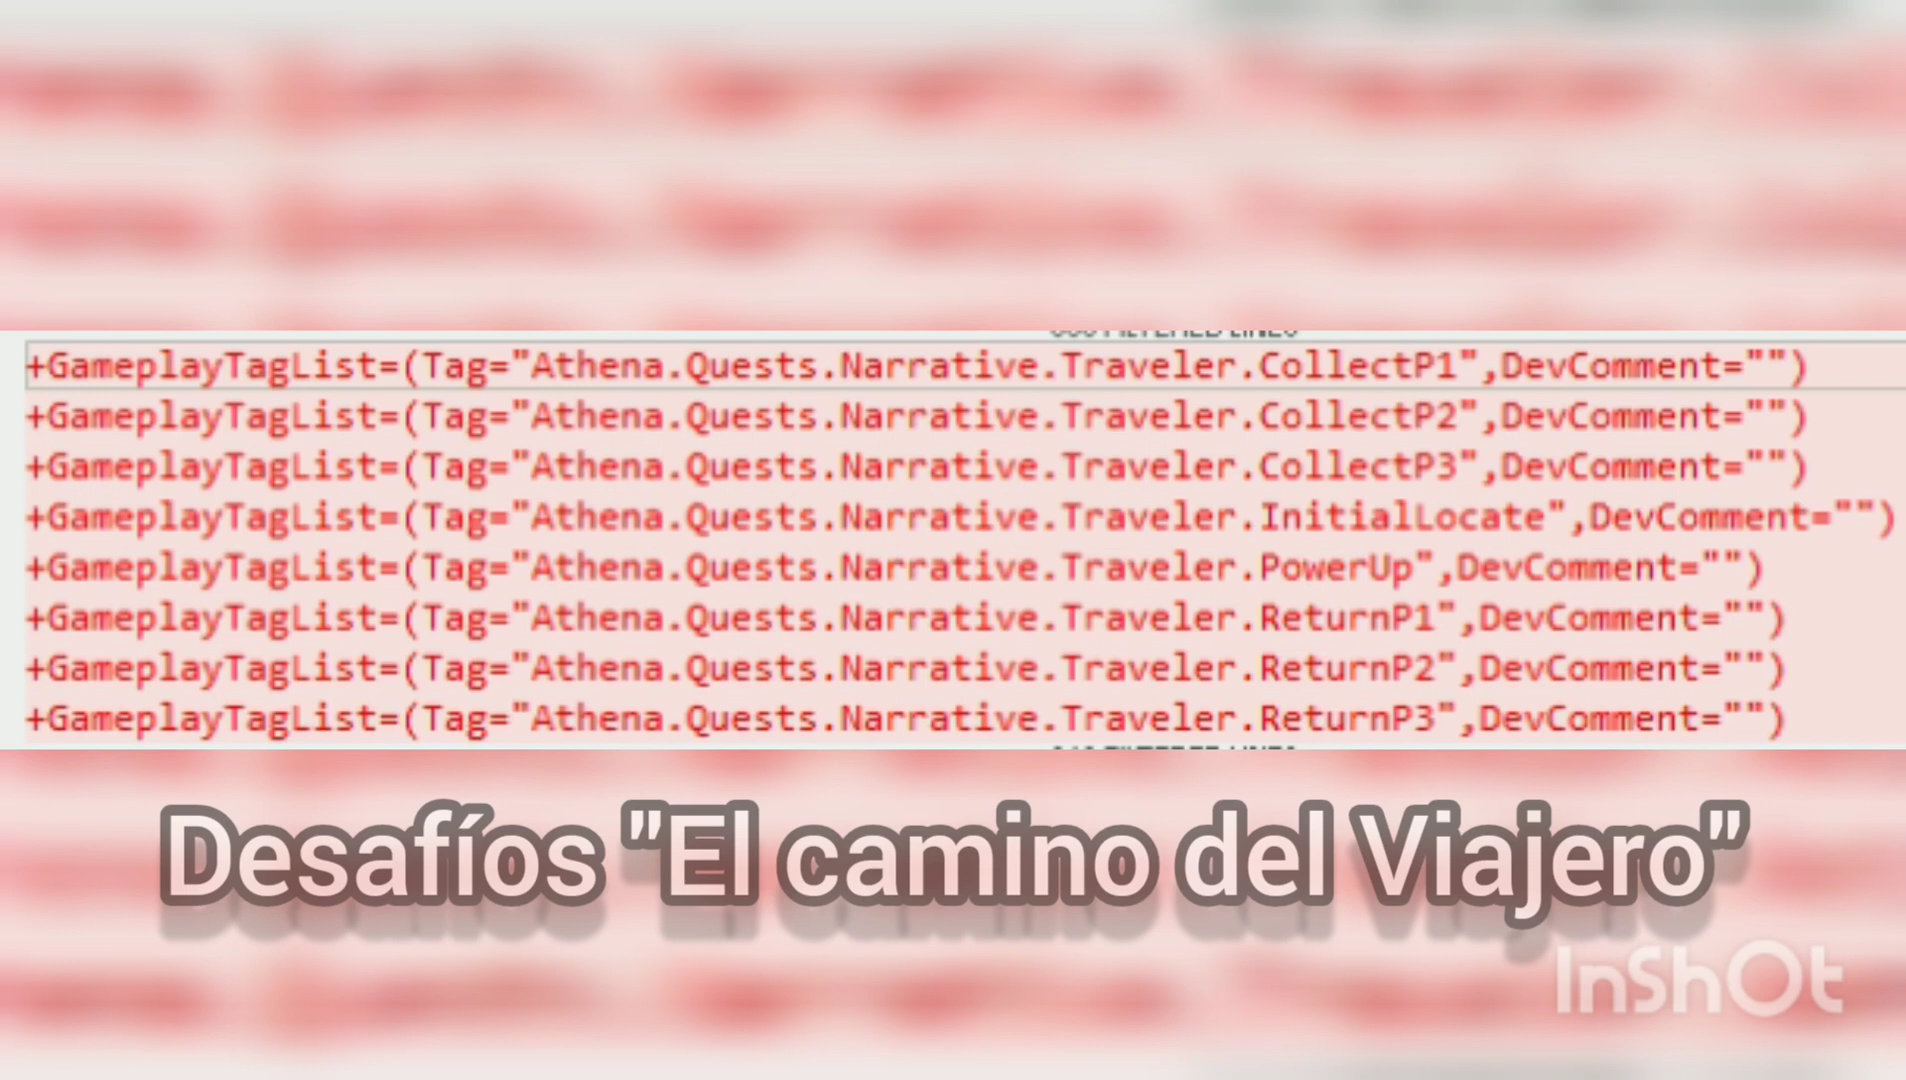 +GameplayTagList=(Tag="Athena.Quests.Narrative.Traveler.CollectP1",DevComment="")
+GameplayTagList=(Tag="Athena.Quests.Narrative.Traveler.CollectP2",DevComment="")
+GameplayTagList=(Tag="Athena.Quests.Narrative.Traveler.CollectP3",DevComment="")
+GameplayTagList=(Tag="Athena.Quests.Narrative.Traveler.InitialLocate",DevComment="")
+GameplayTagList=(Tag="Athena.Quests.Narrative.Traveler.PowerUp",DevComment="")
+GameplayTagList=(Tag="Athena.Quests.Narrative.Traveler.ReturnP1",DevComment="")
+GameplayTagList=(Tag="Athena.Quests.Narrative.Traveler.ReturnP2",DevComment="")
+GameplayTagList=(Tag="Athena.Quests.Narrative.Traveler.ReturnP3",DevComment="")
Desafíos "El camino del Viajero"
InShOt